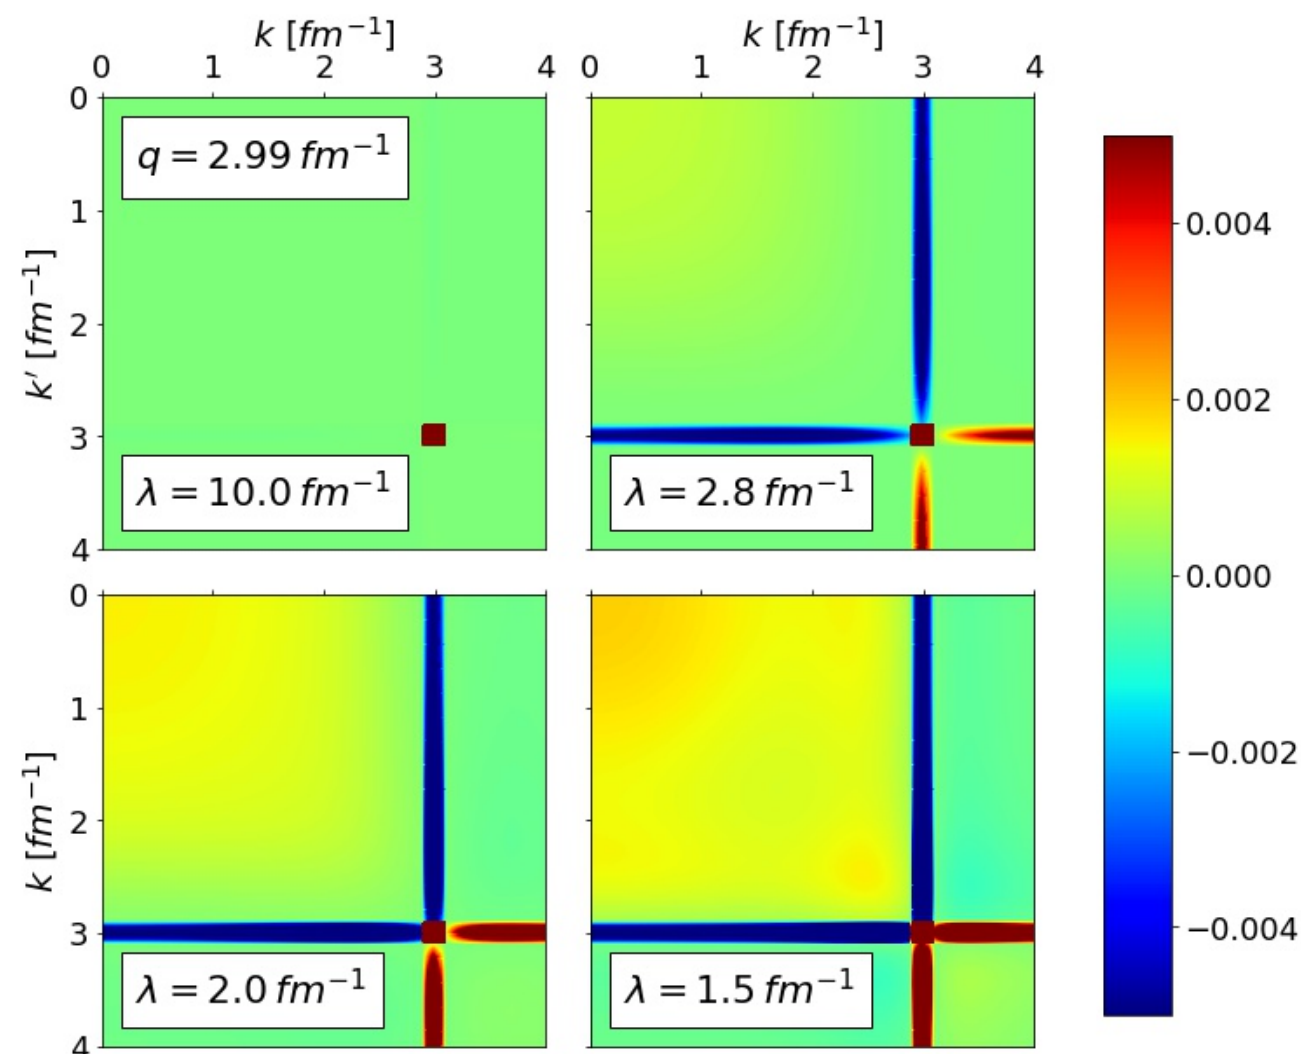 k [fm⁻¹]
k [fm⁻¹]
0 1 2 3 4
0 1 2 3 4
0
1
2
3
4
k′ [fm⁻¹]
q = 2.99 fm⁻¹
λ = 10.0 fm⁻¹
λ = 2.8 fm⁻¹
0
1
2
3
4
k [fm⁻¹]
λ = 2.0 fm⁻¹
λ = 1.5 fm⁻¹
0.004
0.002
0.000
−0.002
−0.004